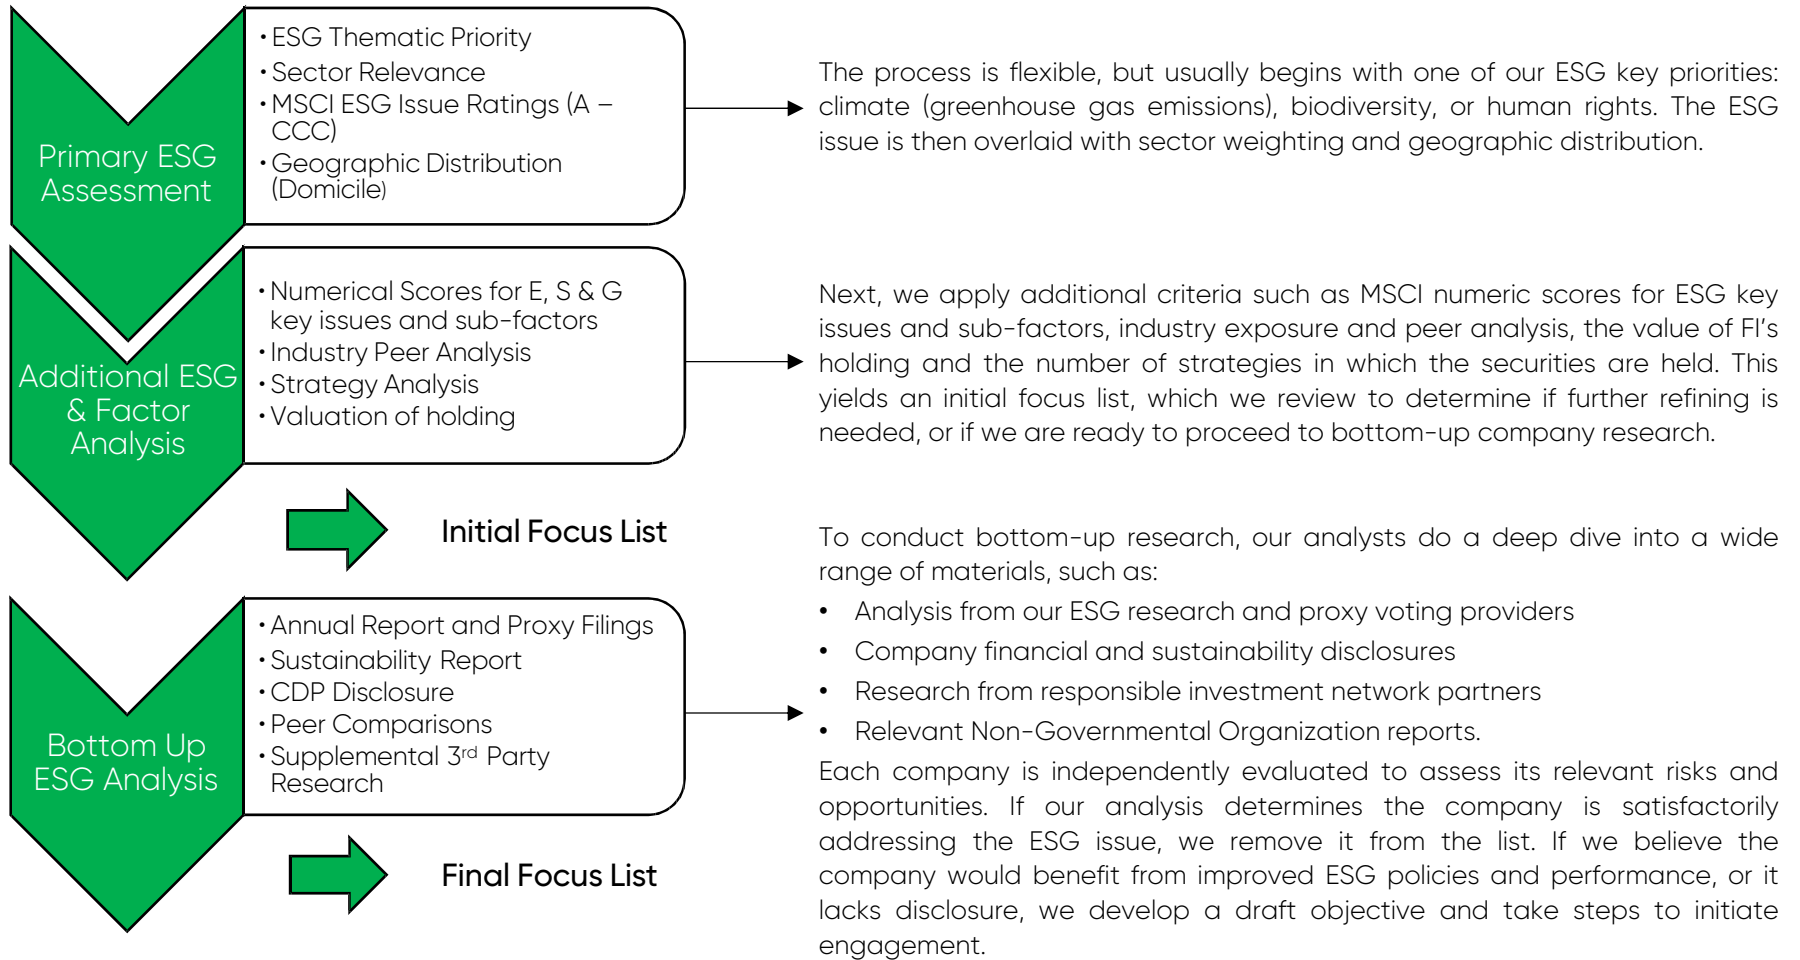 Primary ESG
Assessment
• ESG Thematic Priority
• Sector Relevance
• MSCI ESG Issue Ratings (A –
CCC)
• Geographic Distribution
(Domicile)
The process is flexible, but usually begins with one of our ESG key priorities:
climate (greenhouse gas emissions), biodiversity, or human rights. The ESG
issue is then overlaid with sector weighting and geographic distribution.
Additional ESG
& Factor
Analysis
• Numerical Scores for E, S & G
key issues and sub-factors
• Industry Peer Analysis
• Strategy Analysis
• Valuation of holding
Next, we apply additional criteria such as MSCI numeric scores for ESG key
issues and sub-factors, industry exposure and peer analysis, the value of FI's
holding and the number of strategies in which the securities are held. This
yields an initial focus list, which we review to determine if further refining is
needed, or if we are ready to proceed to bottom-up company research.
Initial Focus List
Bottom Up
ESG Analysis
• Annual Report and Proxy Filings
• Sustainability Report
• CDP Disclosure
• Peer Comparisons
• Supplemental 3rd Party
Research
To conduct bottom-up research, our analysts do a deep dive into a wide
range of materials, such as:
• Analysis from our ESG research and proxy voting providers
• Company financial and sustainability disclosures
• Research from responsible investment network partners
• Relevant Non-Governmental Organization reports.
Each company is independently evaluated to assess its relevant risks and
opportunities. If our analysis determines the company is satisfactorily
addressing the ESG issue, we remove it from the list. If we believe the
company would benefit from improved ESG policies and performance, or it
lacks disclosure, we develop a draft objective and take steps to initiate
engagement.
Final Focus List